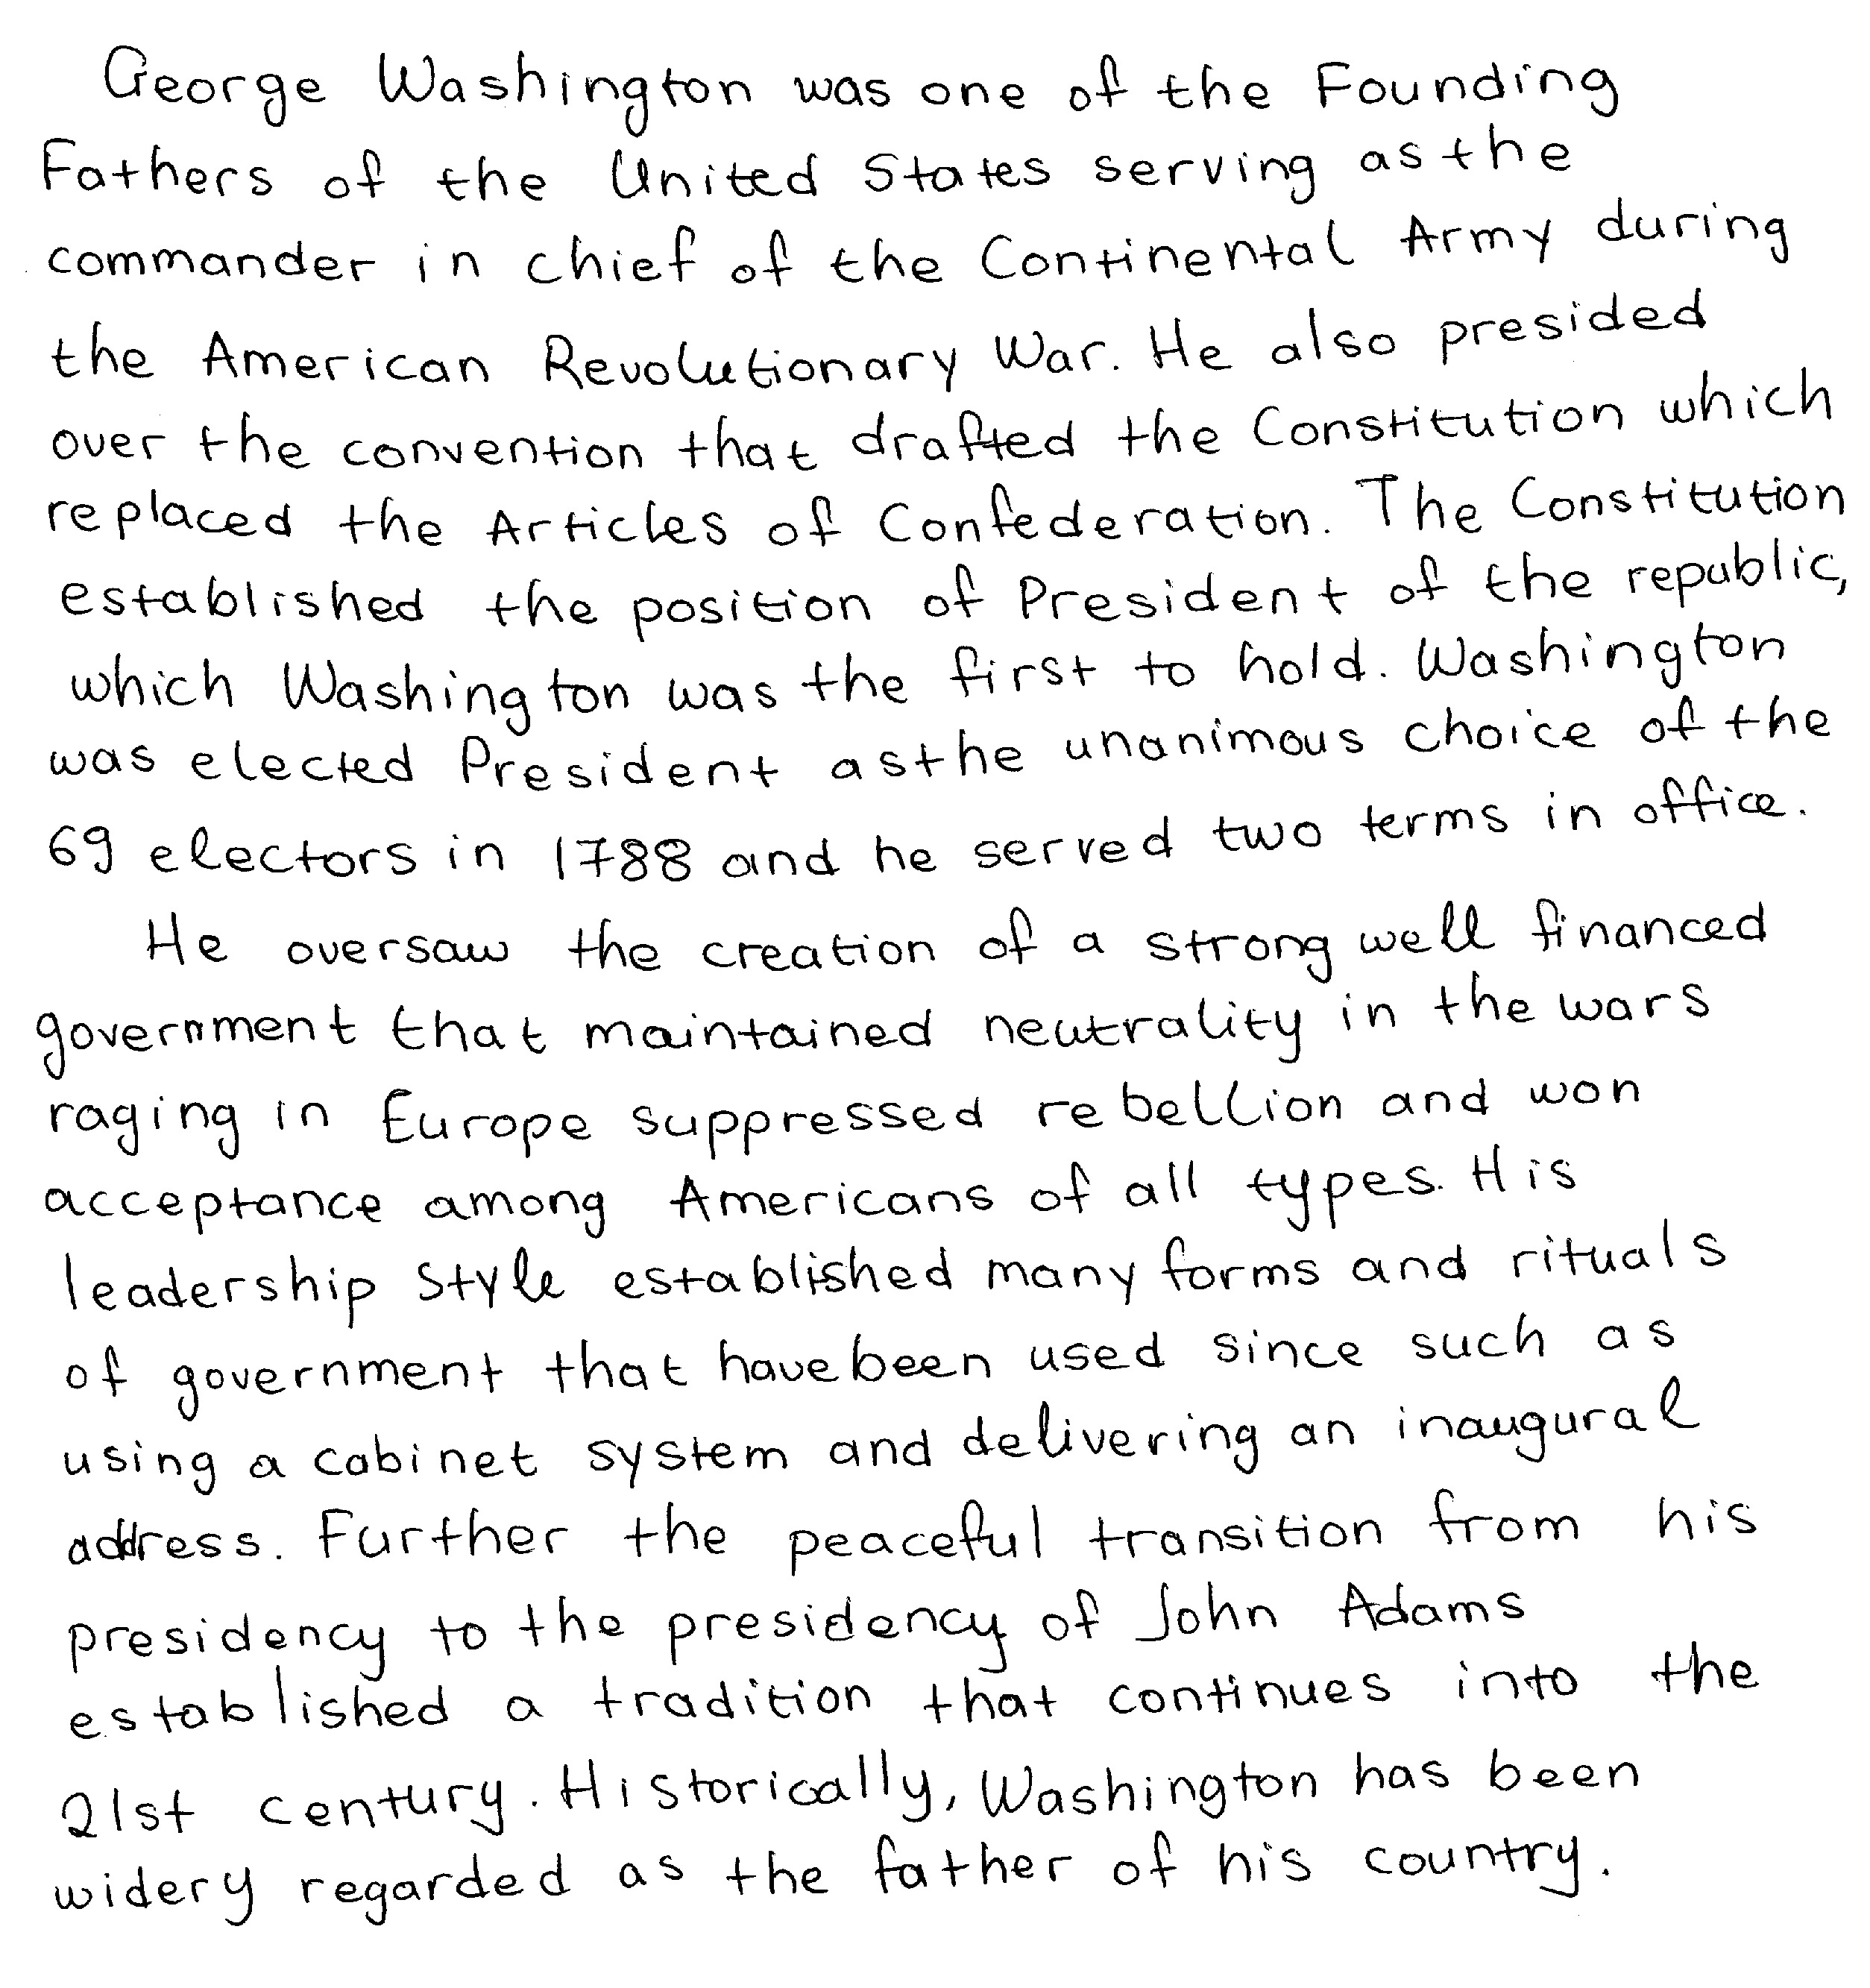 George Washington was one of the Founding
Fathers of the United States serving as the
commander in chief of the Continental Army during
the American Revolutionary War. He also presided
over the convention that drafted the Constitution which
replaced the Articles of Confederation. The Constitution
established the position of President of the republic,
which Washington was the first to hold. Washington
was elected President as the unanimous choice of the
69 electors in 1788 and he served two terms in office.
He oversaw the creation of a strong well financed
government that maintained neutrality in the wars
raging in Europe suppressed rebellion and won
acceptance among Americans of all types. His
leadership style established many forms and rituals
of government that have been used since such as
using a cabinet system and delivering an inaugural
address. Further the peaceful transition from his
presidency to the presidency of John Adams
established a tradition that continues into the
21st century. Historically, Washington has been
widery regarded as the father of his country.